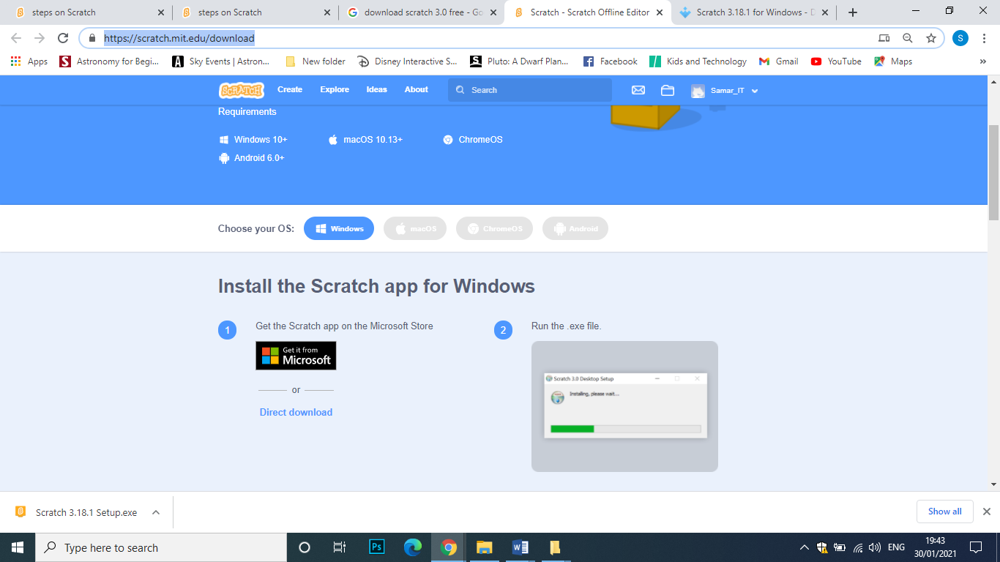 steps on Scratch
steps on Scratch
download scratch 3.0 free - Go
Scratch - Scratch Offline Editor
Scratch 3.18.1 for Windows - D
https://scratch.mit.edu/download
S
Apps
Astronomy for Begi...
Sky Events | Astron...
New folder
Disney Interactive S...
Pluto: A Dwarf Plan...
Facebook
Kids and Technology
Gmail
YouTube
Maps
»
SCRATCH
Create
Explore
Ideas
About
Search
Samar_IT
Requirements
Windows 10+
macOS 10.13+
ChromeOS
Android 6.0+
Choose your OS:
Windows
macOS
ChromeOS
Android
Install the Scratch app for Windows
1
Get the Scratch app on the Microsoft Store
Get it from
Microsoft
or
Direct download
2
Run the .exe file.
Scratch 3.0 Desktop Setup
Installing, please wait...
Scratch 3.18.1 Setup.exe
Show all
Type here to search
Ps
ENG
19:43
30/01/2021